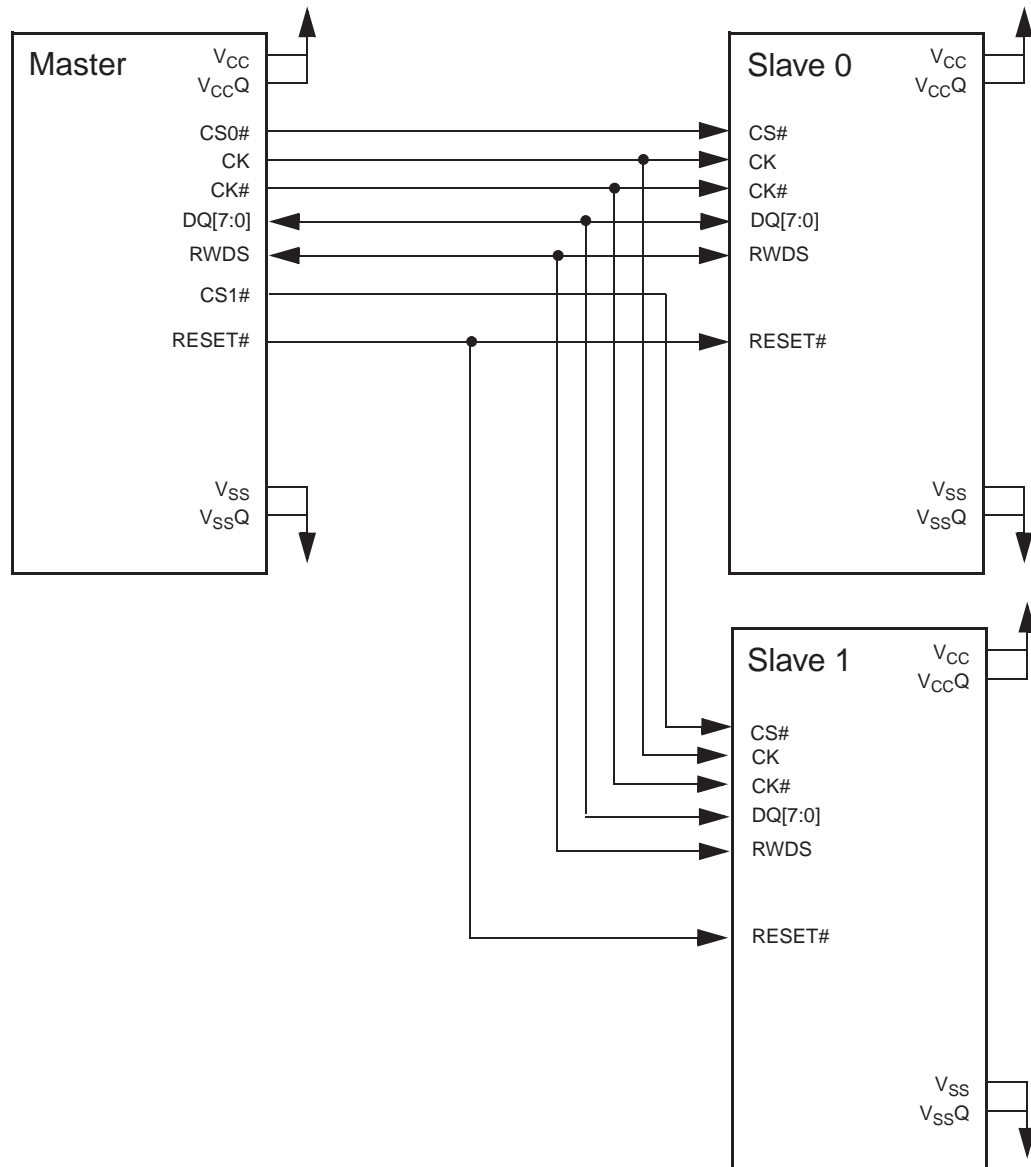 Master
VCC
VCCQ
CS0#
CK
CK#
DQ[7:0]
RWDS
CS1#
RESET#
VSS
VSSQ
Slave 0
VCC
VCCQ
CS#
CK
CK#
DQ[7:0]
RWDS
RESET#
VSS
VSSQ
Slave 1
VCC
VCCQ
CS#
CK
CK#
DQ[7:0]
RWDS
RESET#
VSS
VSSQ